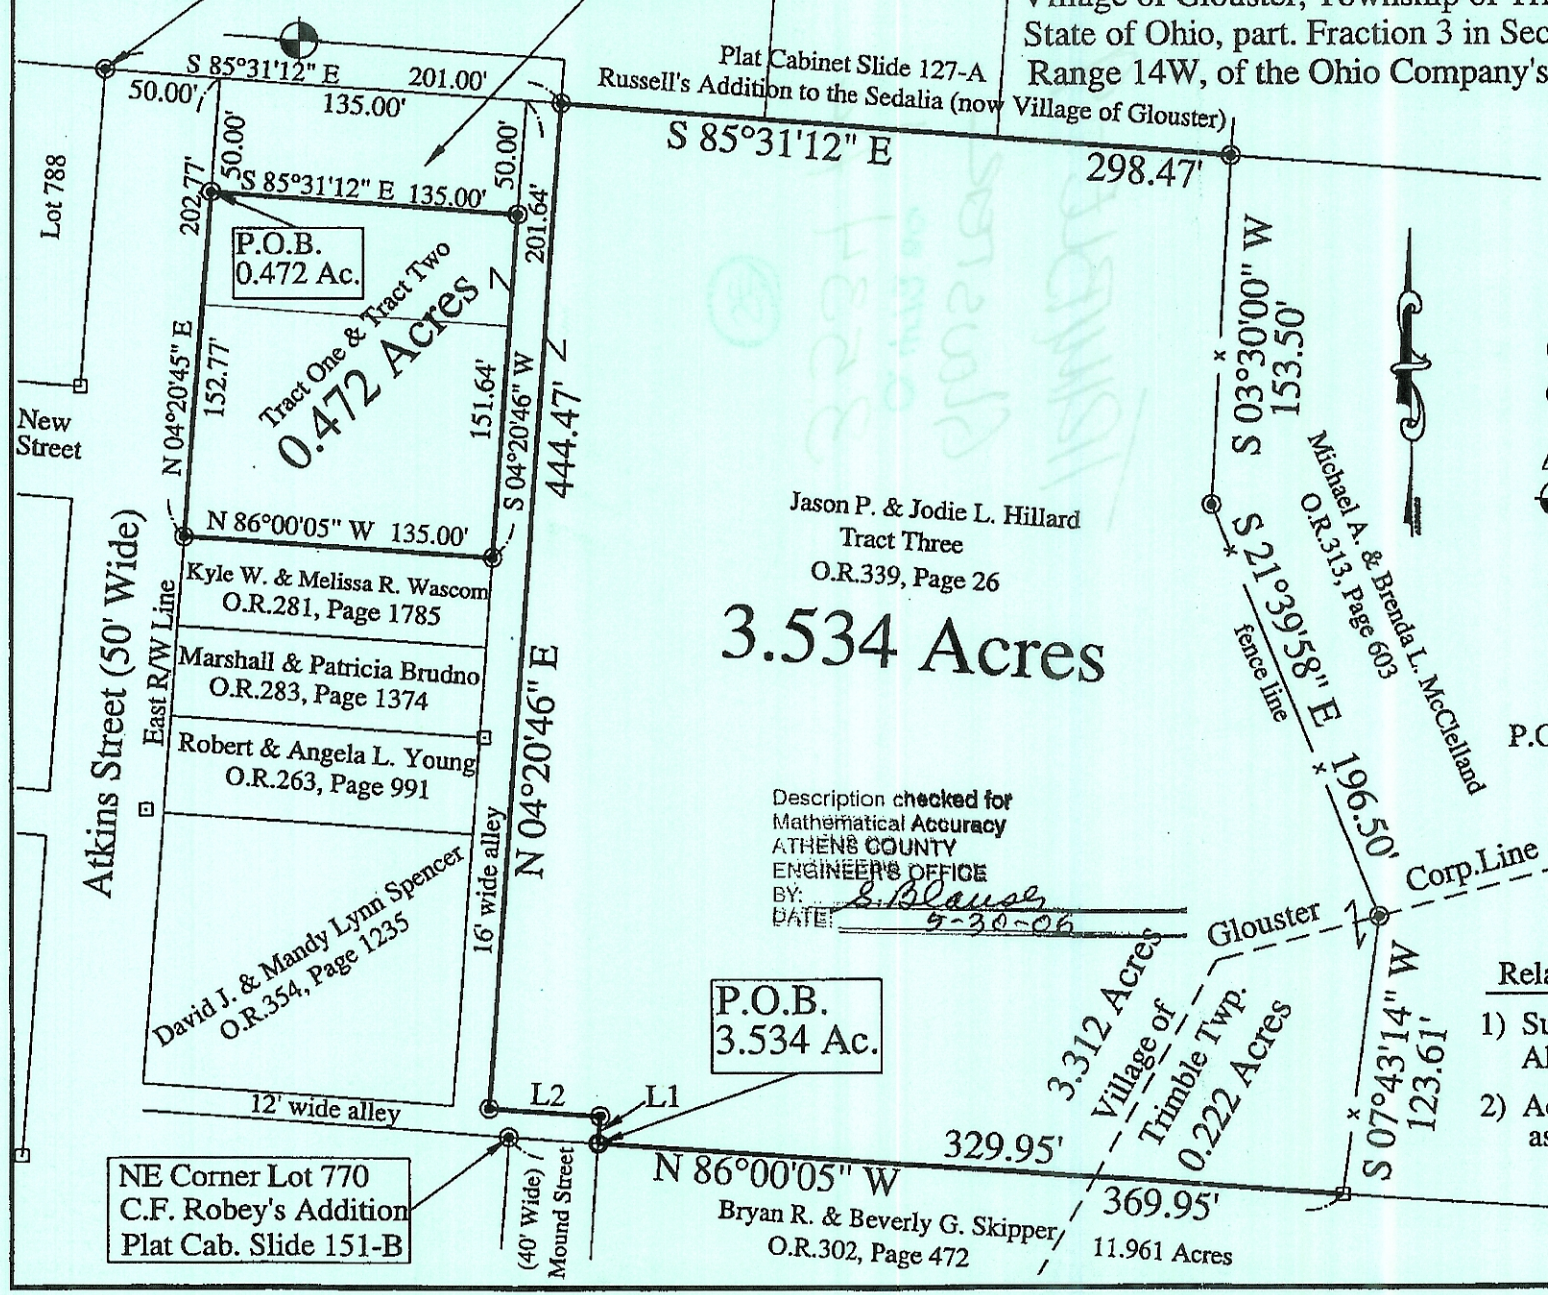 Village of Glouster, Township of
State of Ohio, part. Fraction 3 in Sec
Range 14W, of the Ohio Company's
Plat Cabinet Slide 127-A
Russell's Addition to the Sedalia (now Village of Glouster)
S 85°31'12" E
201.00'
50.00'
135.00'
S 85°31'12" E
298.47'
Lot 788
202.77'
50.00'
50.00'
S 85°31'12" E 135.00'
201.64'
P.O.B.
0.472 Ac.
Tract One & Tract Two
0.472 Acres
N 04°20'45" E
152.77'
151.64'
S 04°20'46" W
444.47'
N 04°20'46" E
S 03°30'00" W
153.50'
New
Street
N 86°00'05" W 135.00'
Kyle W. & Melissa R. Wascom
O.R.281, Page 1785
Marshall & Patricia Brudno
O.R.283, Page 1374
Robert & Angela L. Young
O.R.263, Page 991
David J. & Mandy Lynn Spencer
O.R.354, Page 1235
Atkins Street (50' Wide)
East R/W Line
16' wide alley
Jason P. & Jodie L. Hillard
Tract Three
O.R.339, Page 26
3.534 Acres
Michael A. & Brenda L. McClelland
O.R.313, Page 603
S 21°39'58" E 196.50'
fence line
P.O
Description checked for
Mathematical Accuracy
ATHENS COUNTY
ENGINEER'S OFFICE
BY: S. Blauser
DATE: 5-30-06
Glouster
Corp.Line
3.312 Acres
Village of
Trimble Twp.
0.222 Acres
S 07°43'14" W
123.61'
Rela
1) Su
Al
2) Ac
as
P.O.B.
3.534 Ac.
L2
L1
12' wide alley
329.95'
N 86°00'05" W
369.95'
NE Corner Lot 770
C.F. Robey's Addition
Plat Cab. Slide 151-B
(40' Wide)
Mound Street
Bryan R. & Beverly G. Skipper
O.R.302, Page 472
11.961 Acres